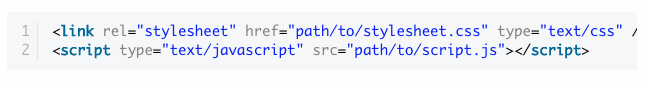 1 <link rel="stylesheet" href="path/to/stylesheet.css" type="text/css" /
2 <script type="text/javascript" src="path/to/script.js"></script>